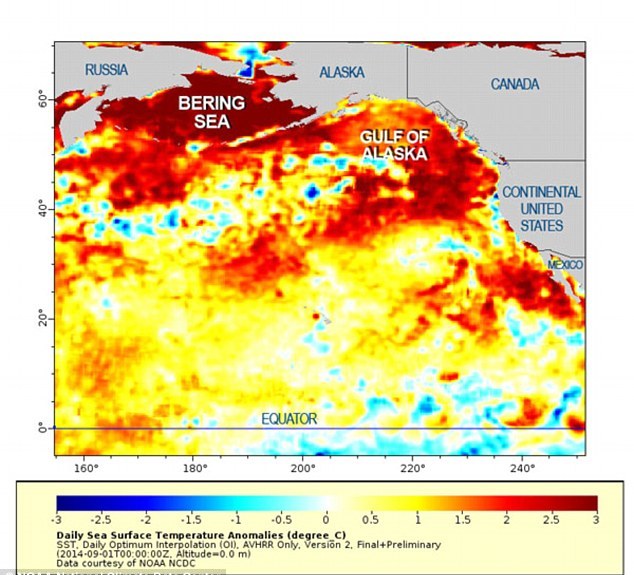 RUSSIA
ALASKA
CANADA
BERING
SEA
GULF OF
ALASKA
CONTINENTAL
UNITED
STATES
MEXICO
EQUATOR
60°
40°
20°
0°
160° 180° 200° 220° 240°
-3 -2.5 -2 -1.5 -1 -0.5 0 0.5 1 1.5 2 2.5 3
Daily Sea Surface Temperature Anomalies (degree_C)
SST, Daily Optimum Interpolation (OI), AVHRR Only, Version 2, Final+Preliminary
(2014-09-01T00:00:00Z, Altitude=0.0 m)
Data courtesy of NOAA NCDC